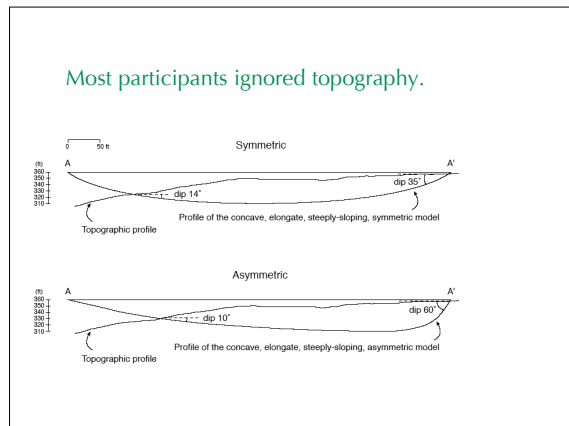 Most participants ignored topography.
0 50 ft
Symmetric
A A'
(ft)
360
350
340
330
320
310
dip 14˚
dip 35˚
Topographic profile
Profile of the concave, elongate, steeply-sloping, symmetric model
Asymmetric
A A'
(ft)
360
350
340
330
320
310
dip 10˚
dip 60˚
Topographic profile
Profile of the concave, elongate, steeply-sloping, asymmetric model